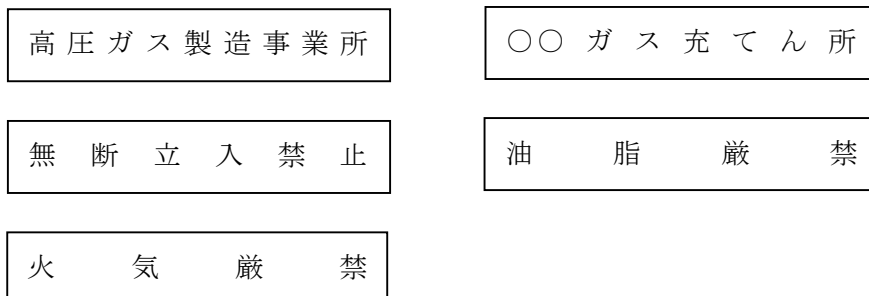 高圧ガス製造事業所
○○ガス充てん所
無断立入禁止
油脂厳禁
火気厳禁